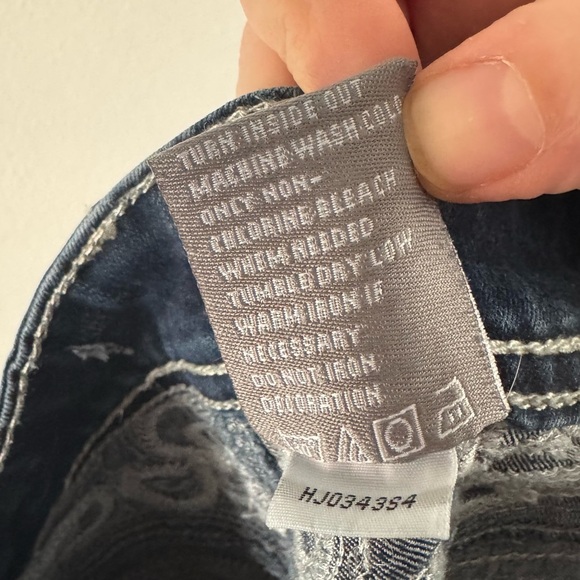 TURN INSIDE OUT
MACHINE WASH COLD
ONLY NON-
CHLORINE BLEACH
WHEN NEEDED
TUMBLE DRY LOW
WARM IRON IF
NECESSARY
DO NOT IRON
DECORATION
HJ034354